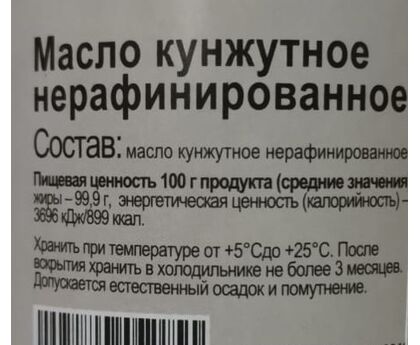 Масло кунжутное
нерафинированное
Состав: масло кунжутное нерафинированное
Пищевая ценность 100 г продукта (средние значения
жиры – 99,9 г, энергетическая ценность (калорийность) –
3696 кДж/899 ккал.
Хранить при температуре от +5°Сдо +25°С. После
вскрытия хранить в холодильнике не более 3 месяцев.
Допускается естественный осадок и помутнение.